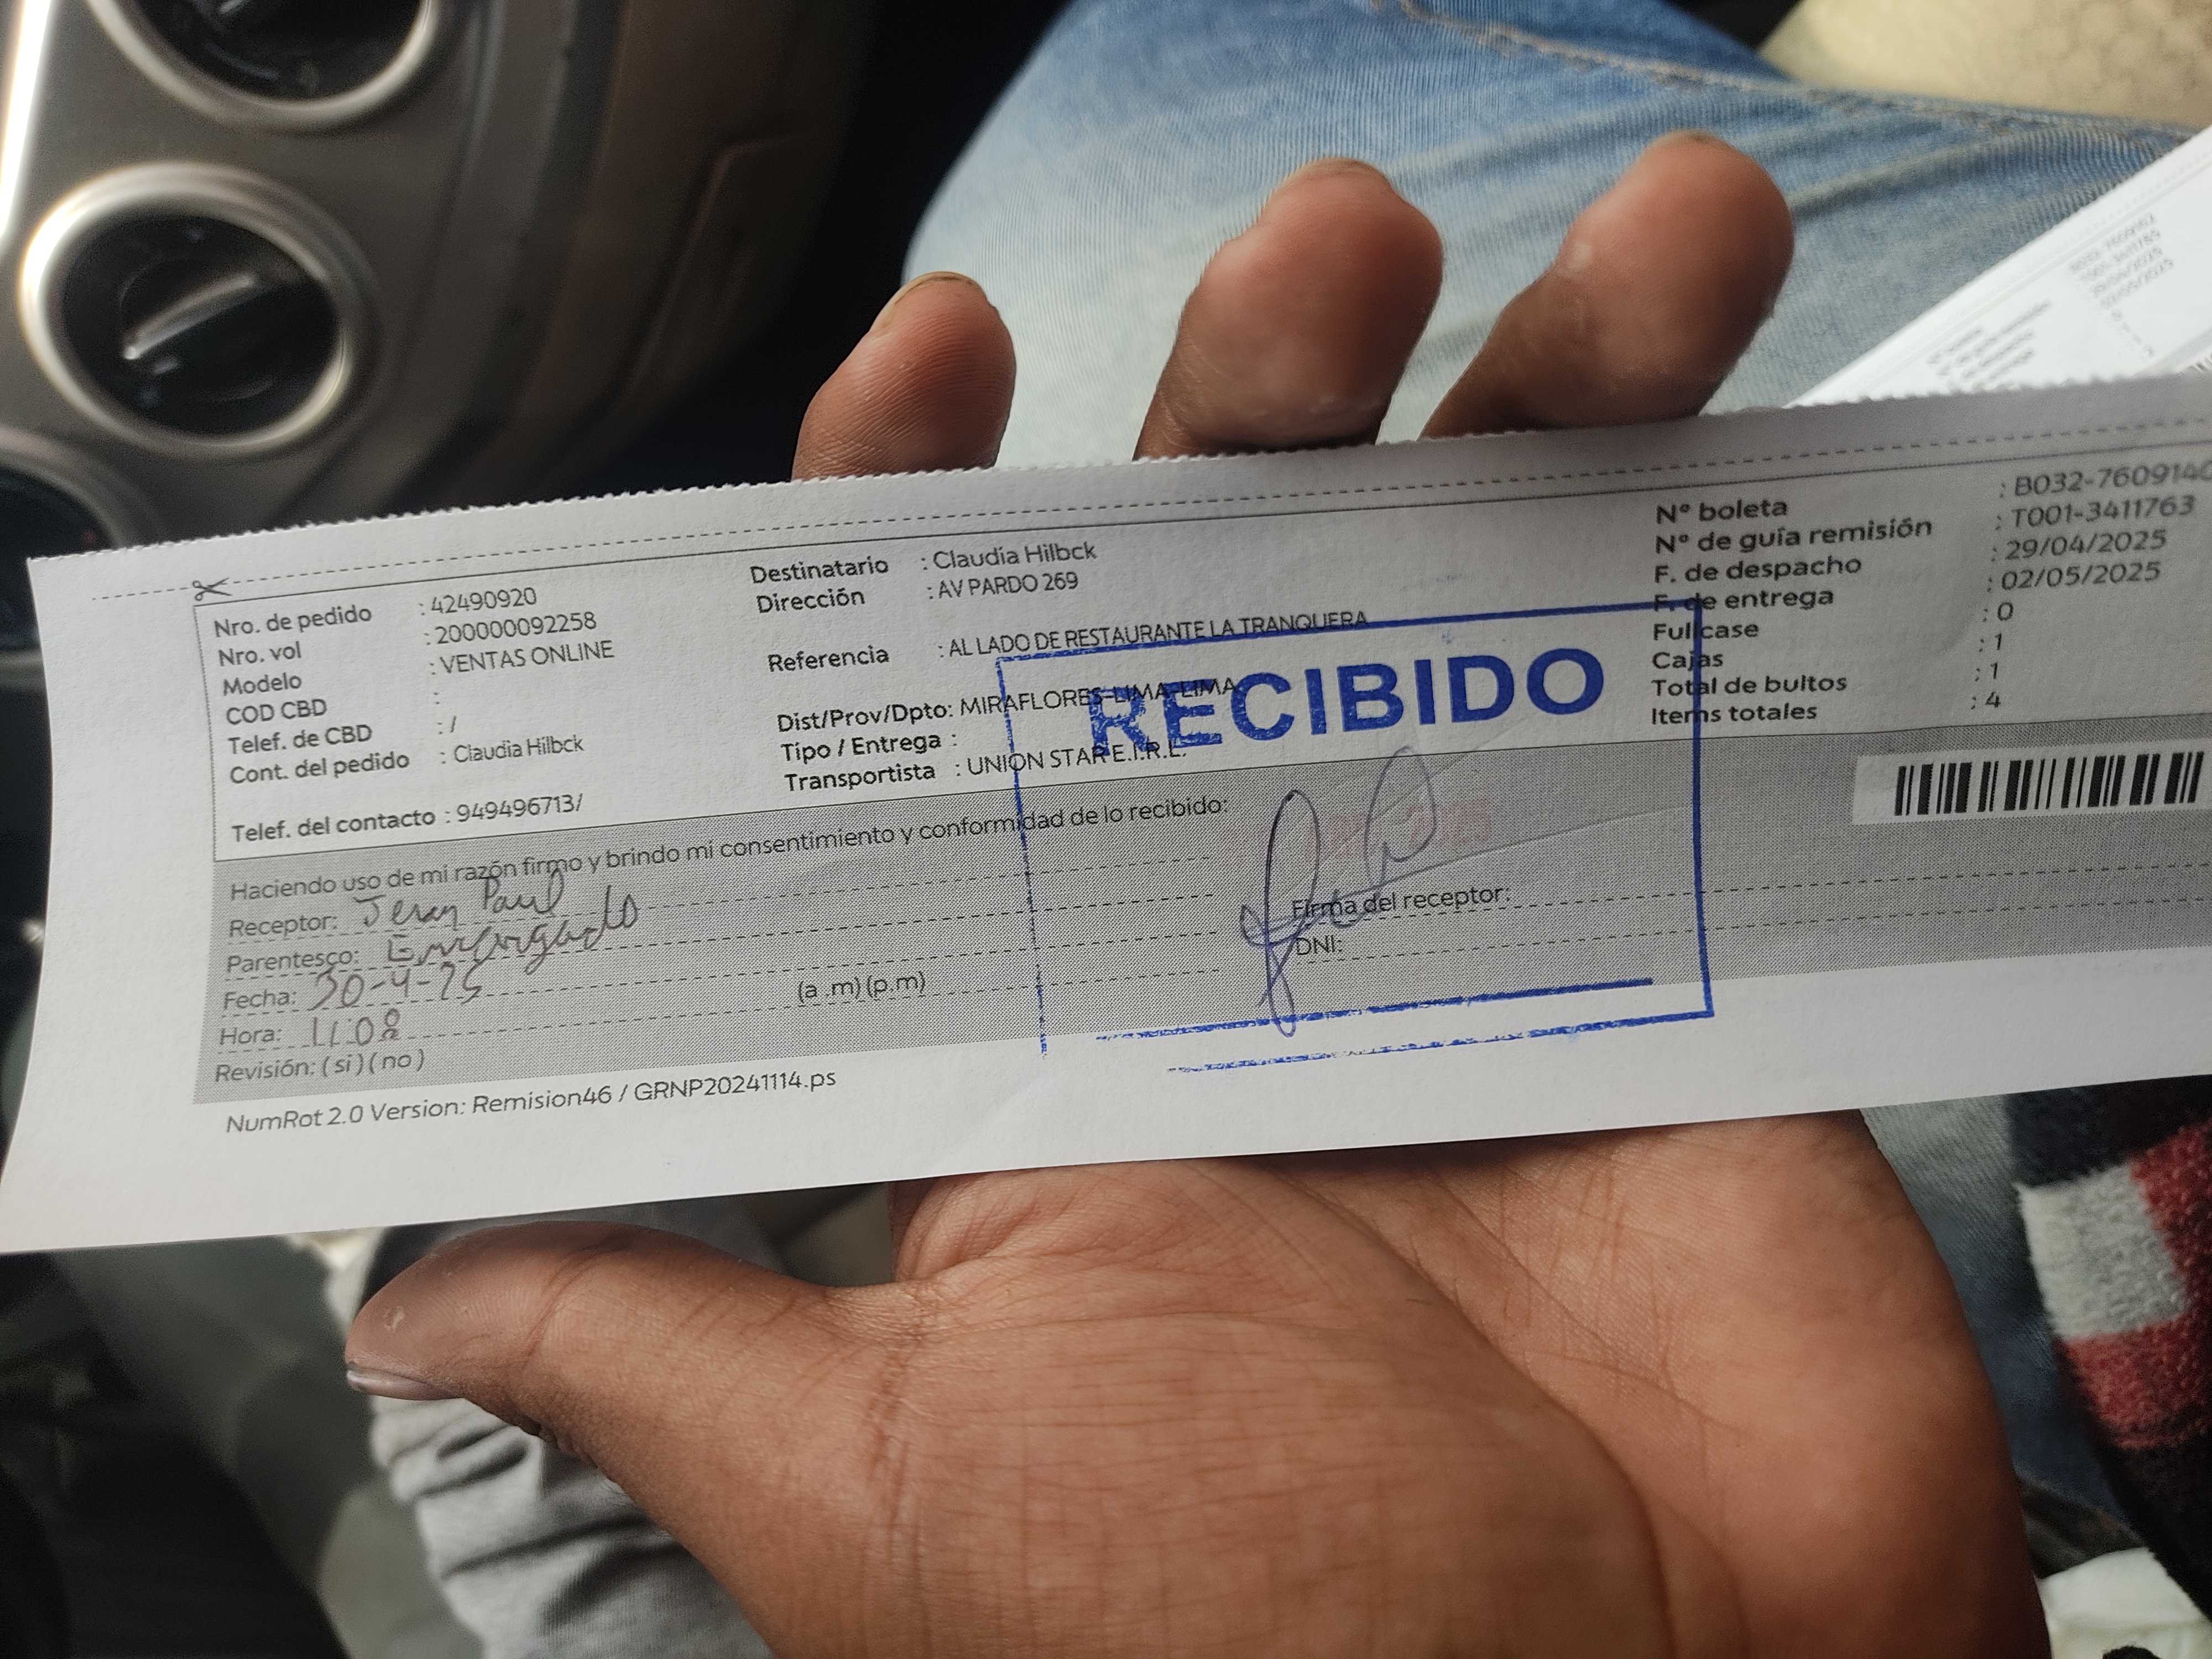 Nro. de pedido : 42490920
Nro. vol : 200000092258
Modelo : VENTAS ONLINE
COD CBD :
Telef. de CBD : /
Cont. del pedido : Claudia Hilbck
Telef. del contacto : 949496713/
Destinatario : Claudia Hilbck
Dirección : AV PARDO 269
Referencia : AL LADO DE RESTAURANTE LA TRANQUERA
Dist/Prov/Dpto: MIRAFLORES-LIMA-LIMA
Tipo / Entrega :
Transportista : UNION STAR E.I.R.L.
Nº boleta : B032-7609140
Nº de guía remisión : T001-3411763
F. de despacho : 29/04/2025
F. de entrega : 02/05/2025
Fullcase : 0
Cajas : 1
Total de bultos : 1
Items totales : 4
RECIBIDO
Haciendo uso de mi razón firmo y brindo mi consentimiento y conformidad de lo recibido:
Receptor: Paul
Parentesco: Encargado
Fecha: 30-4-25
Hora: 11:08 (a .m) (p.m)
Revisión: ( si ) ( no )
Firma del receptor:
DNI:
NumRot 2.0 Version: Remision46 / GRNP20241114.ps